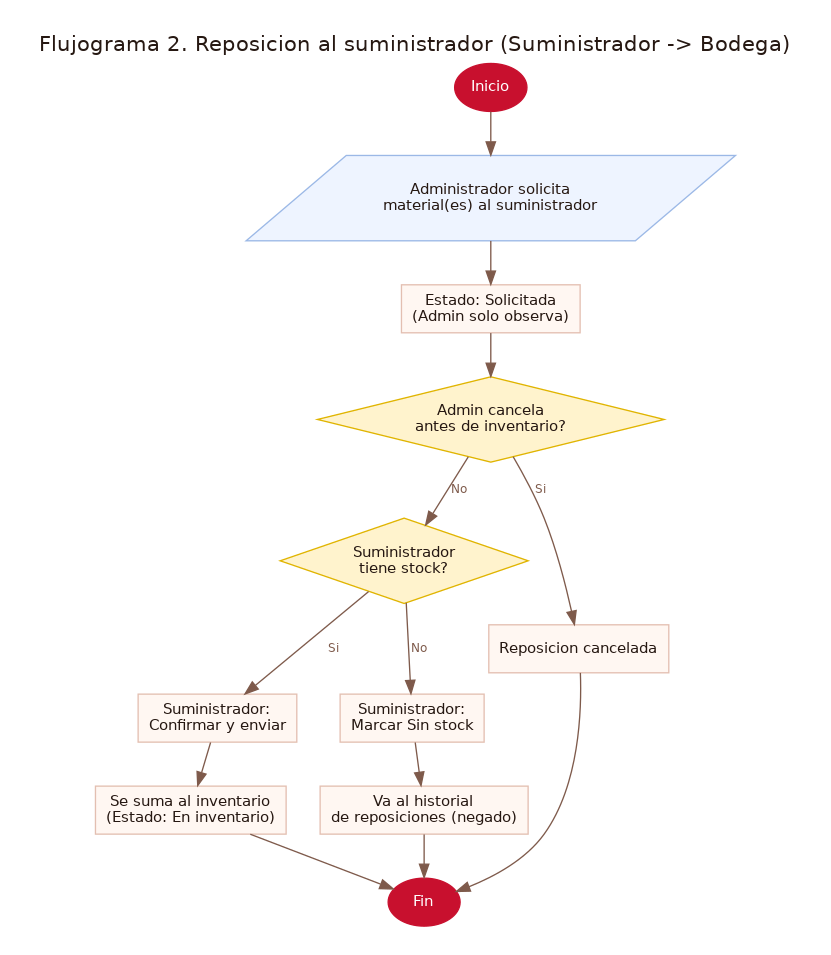 Flujograma 2. Reposicion al suministrador (Suministrador -> Bodega)
Inicio
Administrador solicita
material(es) al suministrador
Estado: Solicitada
(Admin solo observa)
Admin cancela
antes de inventario?
No
Si
Suministrador
tiene stock?
Si
No
Reposicion cancelada
Suministrador:
Confirmar y enviar
Suministrador:
Marcar Sin stock
Se suma al inventario
(Estado: En inventario)
Va al historial
de reposiciones (negado)
Fin